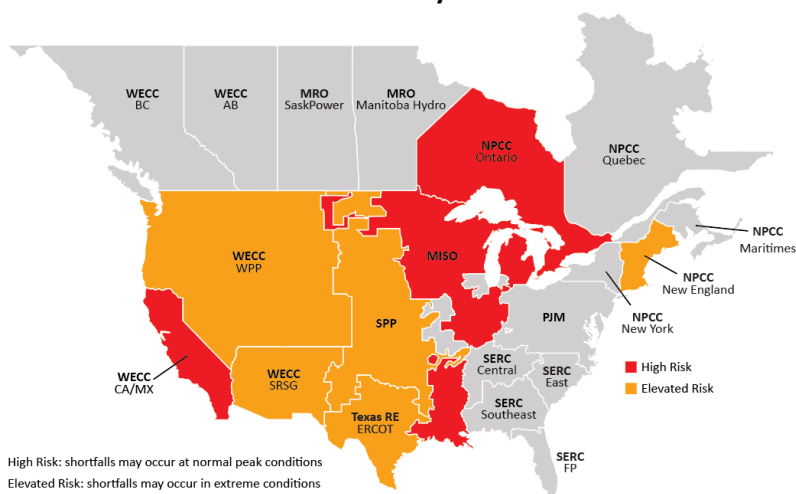 WECC
BC
WECC
AB
MRO
SaskPower
MRO
Manitoba Hydro
NPCC
Ontario
NPCC
Quebec
NPCC
Maritimes
WECC
WPP
MISO
NPCC
New England
SPP
PJM
NPCC
New York
WECC
CA/MX
WECC
SRSG
SERC
Central
SERC
East
High Risk
Elevated Risk
SERC
Southeast
Texas RE
ERCOT
SERC
FP
High Risk: shortfalls may occur at normal peak conditions
Elevated Risk: shortfalls may occur in extreme conditions